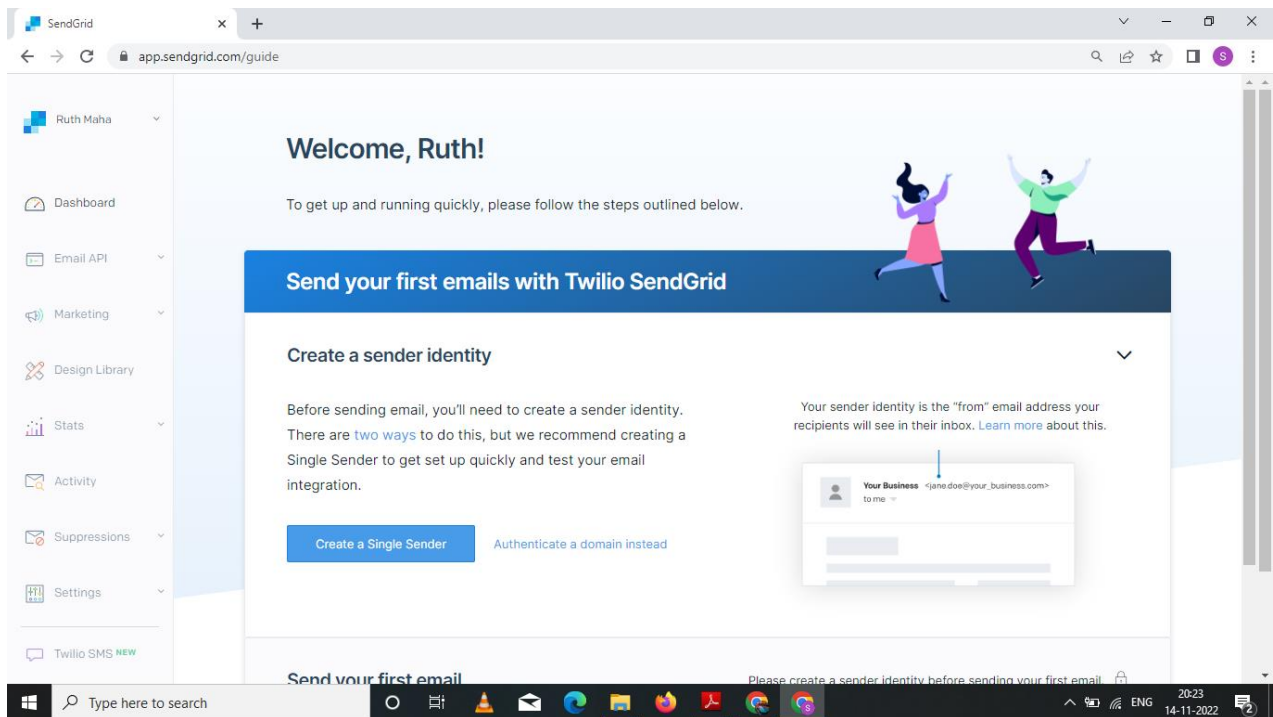 SendGrid
app.sendgrid.com/guide
S
Ruth Maha
Dashboard
Email API
Marketing
Design Library
Stats
Activity
Suppressions
Settings
Twilio SMS NEW
Welcome, Ruth!
To get up and running quickly, please follow the steps outlined below.
Send your first emails with Twilio SendGrid
Create a sender identity
Before sending email, you'll need to create a sender identity.
There are two ways to do this, but we recommend creating a
Single Sender to get set up quickly and test your email
integration.
Create a Single Sender
Authenticate a domain instead
Your sender identity is the "from" email address your
recipients will see in their inbox. Learn more about this.
Your Business <jane.doe@your_business.com>
to me
Send your first email
Please create a sender identity before sending your first email.
Type here to search
ENG
20:23
14-11-2022
2